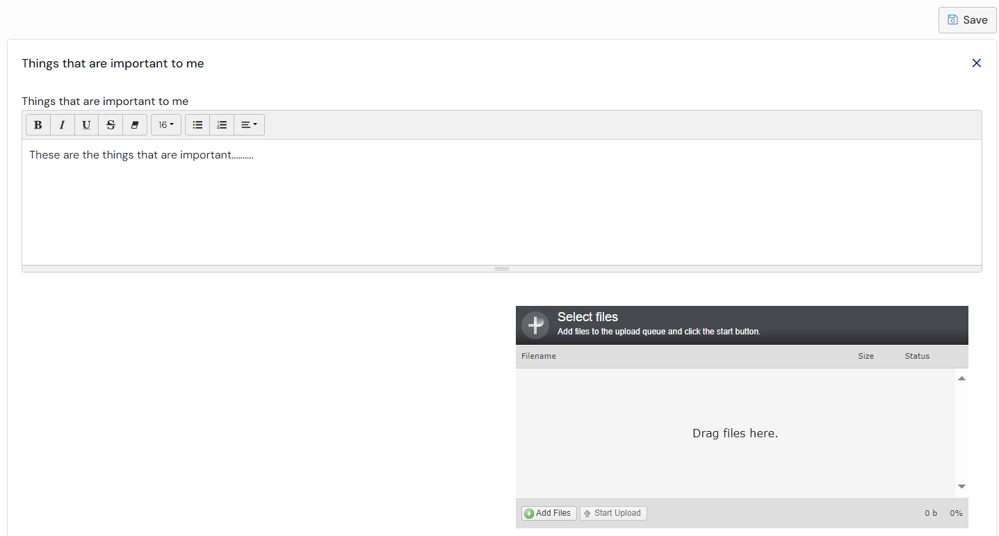 Save
Things that are important to me
Things that are important to me
B I U S 16
These are the things that are important..........
Select files
Add files to the upload queue and click the start button.
Filename Size Status
Drag files here.
Add Files Start Upload 0 b 0%